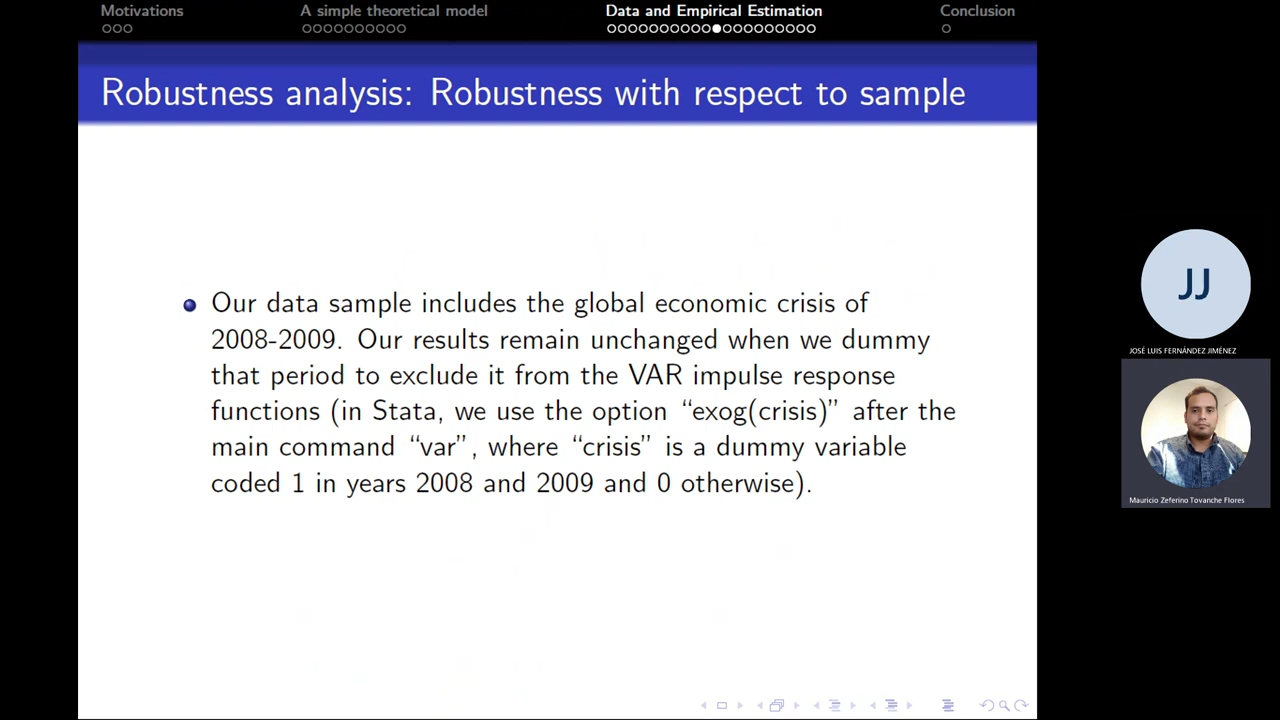 Motivations
A simple theoretical model
Data and Empirical Estimation
Conclusion
Robustness analysis: Robustness with respect to sample
Our data sample includes the global economic crisis of
2008-2009. Our results remain unchanged when we dummy
that period to exclude it from the VAR impulse response
functions (in Stata, we use the option “exog(crisis)” after the
main command “var”, where “crisis” is a dummy variable
coded 1 in years 2008 and 2009 and 0 otherwise).
JJ
JOSÉ LUIS FERNÁNDEZ JIMÉNEZ
Mauricio Zeferino Tovanche Flores